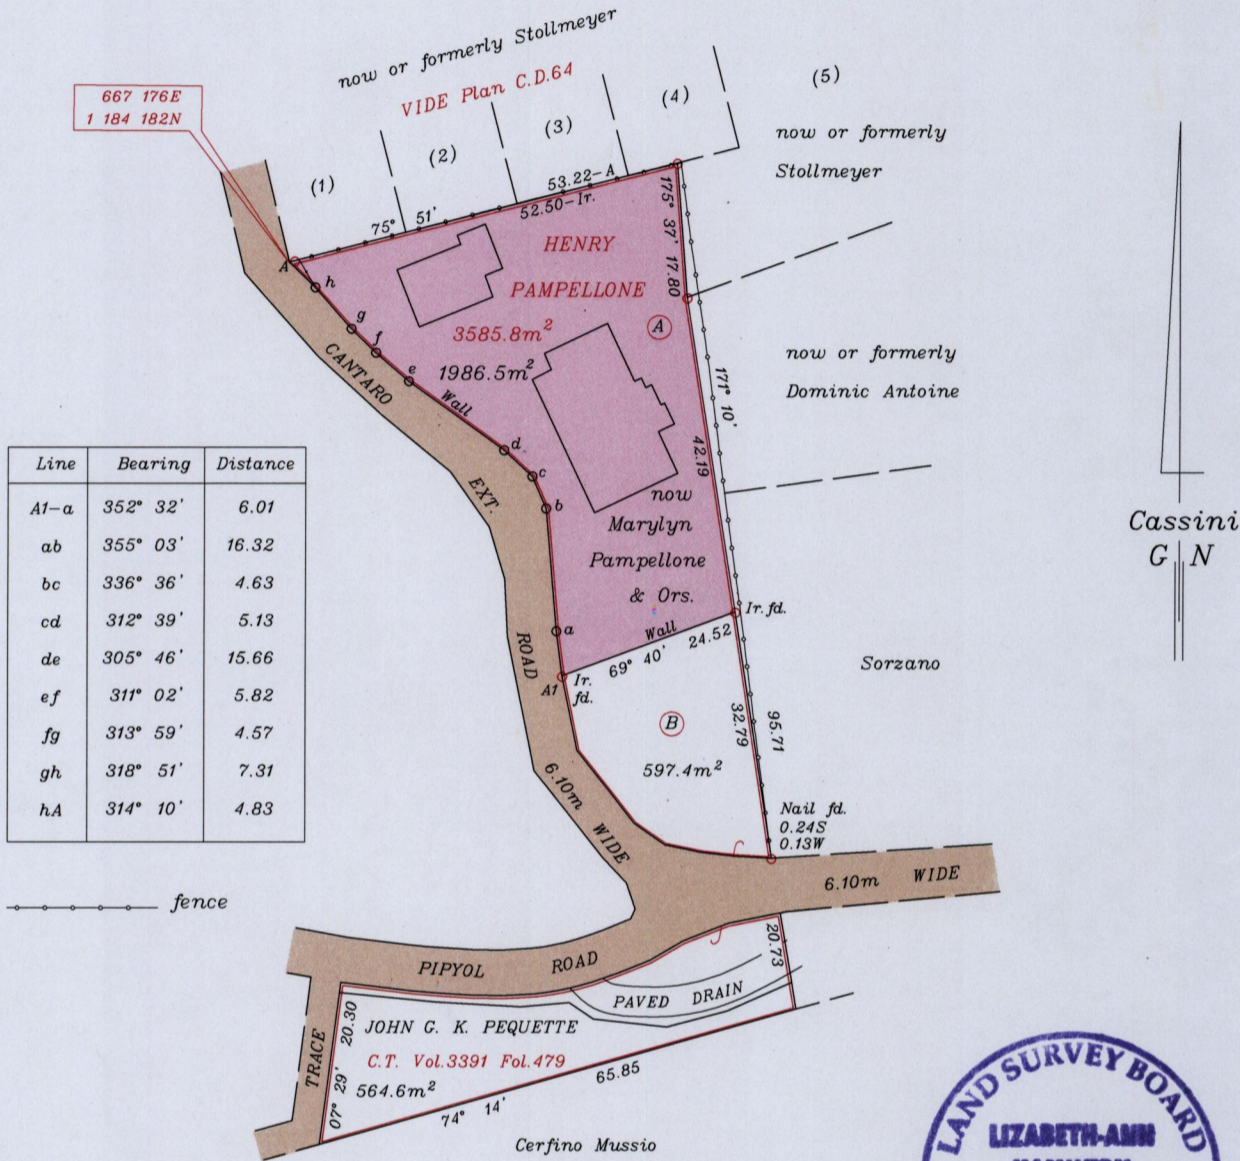 now or formerly Stollmeyer
VIDE Plan C.D.64
667 176E
1 184 182N
(1)
(2)
(3)
(4)
(5)
now or formerly
Stollmeyer
75° 51'
53.22-A
52.50-Ir.
175° 37' 17.80
A
h
g
f
e
d
c
b
a
A1
HENRY
PAMPELLONE
3585.8m²
1986.5m²
A
Wall
now
Marylyn
Pampellone
& Ors.
171° 10'
42.19
now or formerly
Dominic Antoine
Cassini
G N
CANTARO
EXT.
ROAD
6.10m WIDE
Line Bearing Distance
A1-a 352° 32' 6.01
ab 355° 03' 16.32
bc 336° 36' 4.63
cd 312° 39' 5.13
de 305° 46' 15.66
ef 311° 02' 5.82
fg 313° 59' 4.57
gh 318° 51' 7.31
hA 314° 10' 4.83
fence
Wall
69° 40' 24.52
Ir. fd.
Ir.
fd.
Sorzano
B
597.4m²
32.79
95.71
Nail fd.
0.24S
0.13W
6.10m WIDE
PIPYOL ROAD
20.73
PAVED DRAIN
TRACE
07° 29' 20.30
JOHN G. K. PEQUETTE
C.T. Vol.3391 Fol.479
564.6m²
74° 14'
65.85
Cerfino Mussio
LAND SURVEY BOARD
LIZABETH-ANN